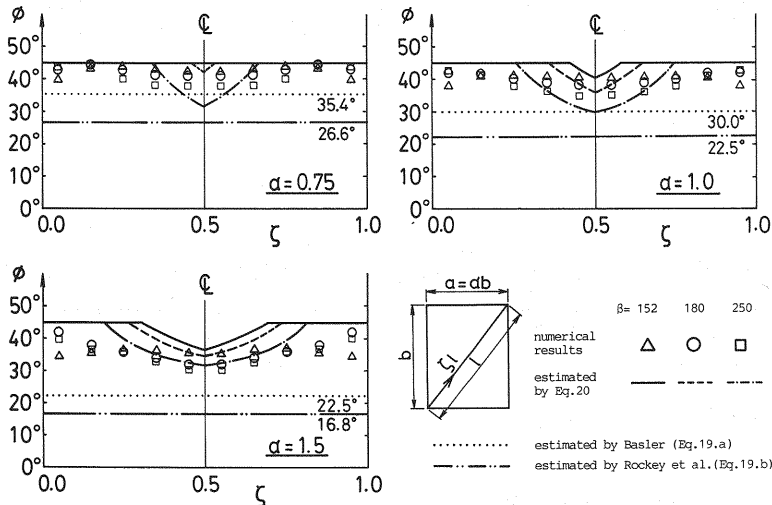 ø
℄
50°
40°
30°
20°
10°
0°
35.4°
26.6°
α=0.75
0.0
0.5
1.0
ζ
ø
℄
50°
40°
30°
20°
10°
0°
30.0°
22.5°
α=1.0
0.0
0.5
1.0
ζ
ø
℄
50°
40°
30°
20°
10°
0°
22.5°
16.8°
α=1.5
0.0
0.5
1.0
ζ
a=αb
b
ζl
l
β= 152 180 250
numerical
results
estimated
by Eq.20
estimated by Basler (Eq.19.a)
estimated by Rockey et al.(Eq.19.b)